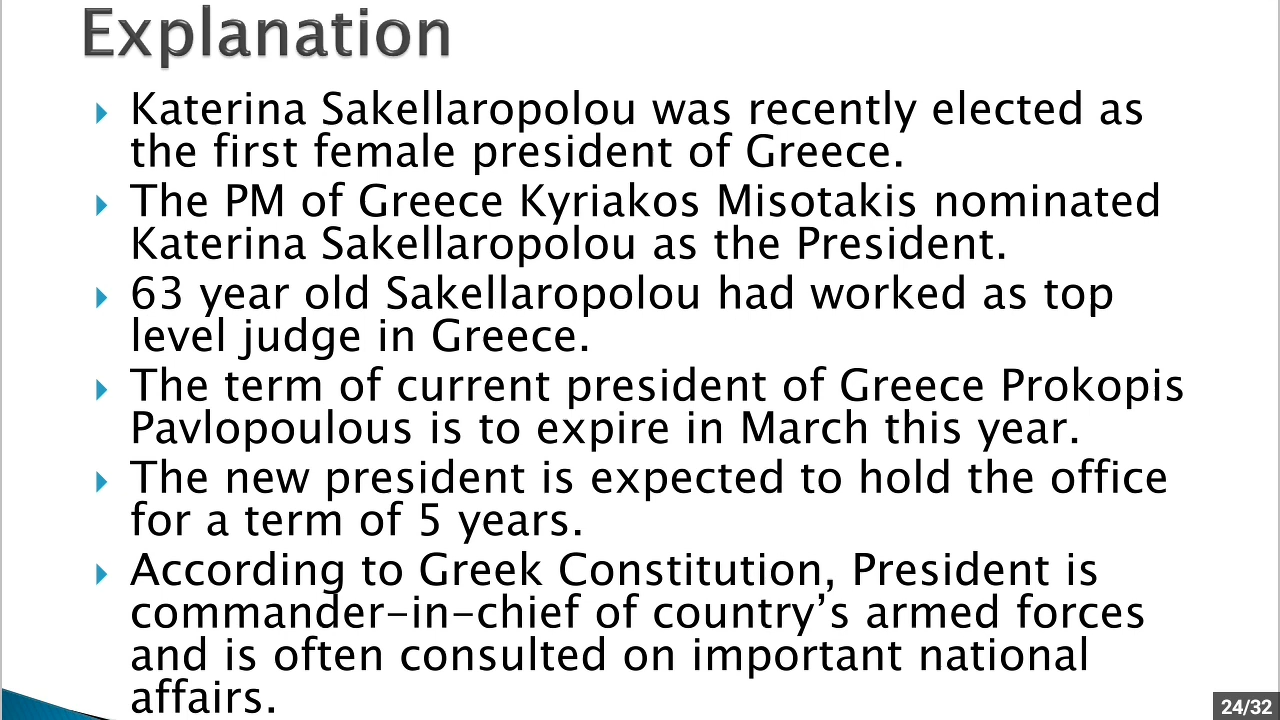 Explanation
Katerina Sakellaropolou was recently elected as
the first female president of Greece.
The PM of Greece Kyriakos Misotakis nominated
Katerina Sakellaropolou as the President.
63 year old Sakellaropolou had worked as top
level judge in Greece.
The term of current president of Greece Prokopis
Pavlopoulous is to expire in March this year.
The new president is expected to hold the office
for a term of 5 years.
According to Greek Constitution, President is
commander-in-chief of country’s armed forces
and is often consulted on important national
affairs.
24/32